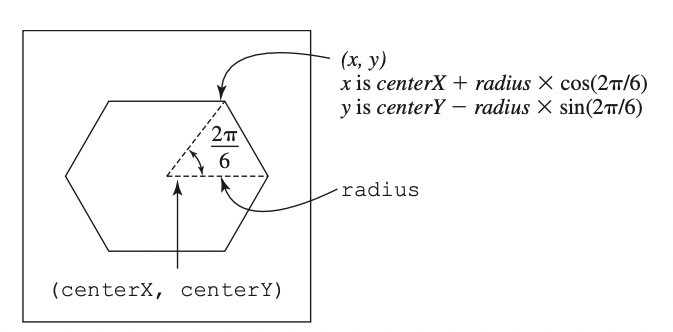 (x, y)
x is centerX + radius × cos(2π/6)
y is centerY − radius × sin(2π/6)
2π
6
radius
(centerX, centerY)